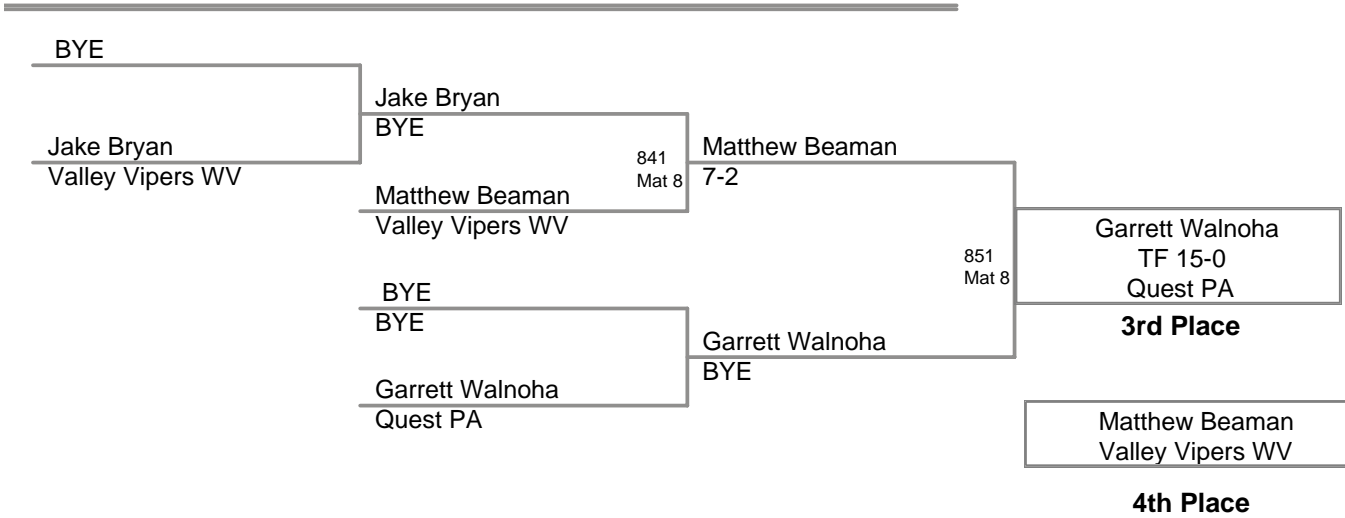 BYE
Jake Bryan
Valley Vipers WV
Jake Bryan
BYE
Matthew Beaman
Valley Vipers WV
841
Mat 8
Matthew Beaman
7-2
BYE
BYE
Garrett Walnoha
Quest PA
Garrett Walnoha
BYE
851
Mat 8
Garrett Walnoha
TF 15-0
Quest PA
3rd Place
Matthew Beaman
Valley Vipers WV
4th Place